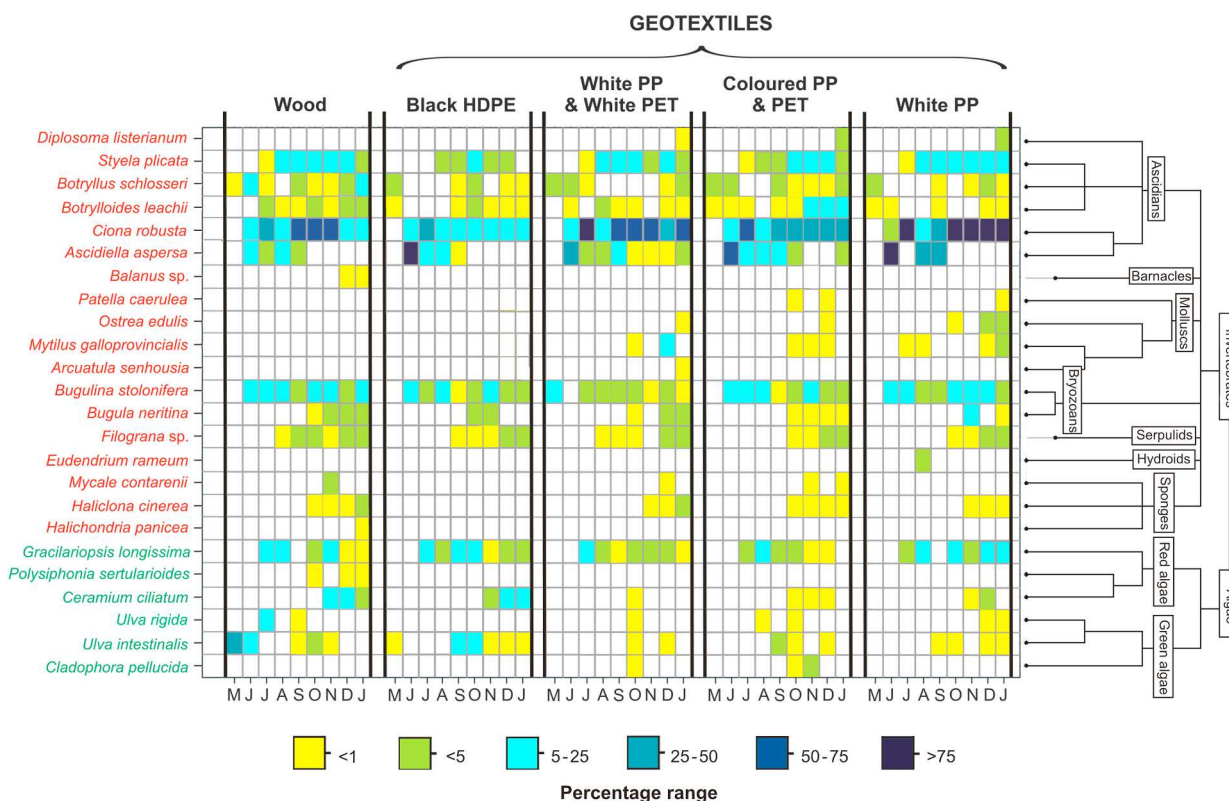 GEOTEXTILES
Wood
Black HDPE
White PP
& White PET
Coloured PP
& PET
White PP
Diplosoma listerianum
Styela plicata
Botryllus schlosseri
Botrylloides leachii
Ciona robusta
Ascidiella aspersa
Balanus sp.
Patella caerulea
Ostrea edulis
Mytilus galloprovincialis
Arcuatula senhousia
Bugulina stolonifera
Bugula neritina
Filograna sp.
Eudendrium rameum
Mycale contarenii
Haliclona cinerea
Halichondria panicea
Gracilariopsis longissima
Polysiphonia sertularioides
Ceramium ciliatum
Ulva rigida
Ulva intestinalis
Cladophora pellucida
Ascidians
Barnacles
Molluscs
Bryozoans
Serpulids
Hydroids
Sponges
Red algae
Green algae
M J J A S O N D J
M J J A S O N D J
M J J A S O N D J
M J J A S O N D J
M J J A S O N D J
<1
<5
5-25
25-50
50-75
>75
Percentage range